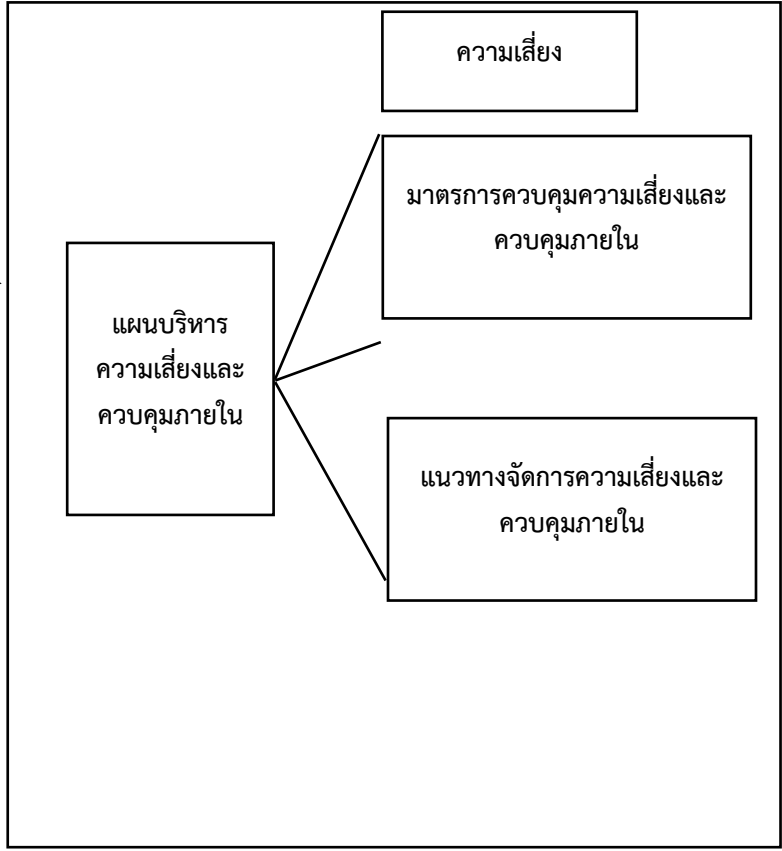 ความเสี่ยง
มาตรการควบคุมความเสี่ยงและ
ควบคุมภายใน
แผนบริหาร
ความเสี่ยงและ
ควบคุมภายใน
แนวทางจัดการความเสี่ยงและ
ควบคุมภายใน